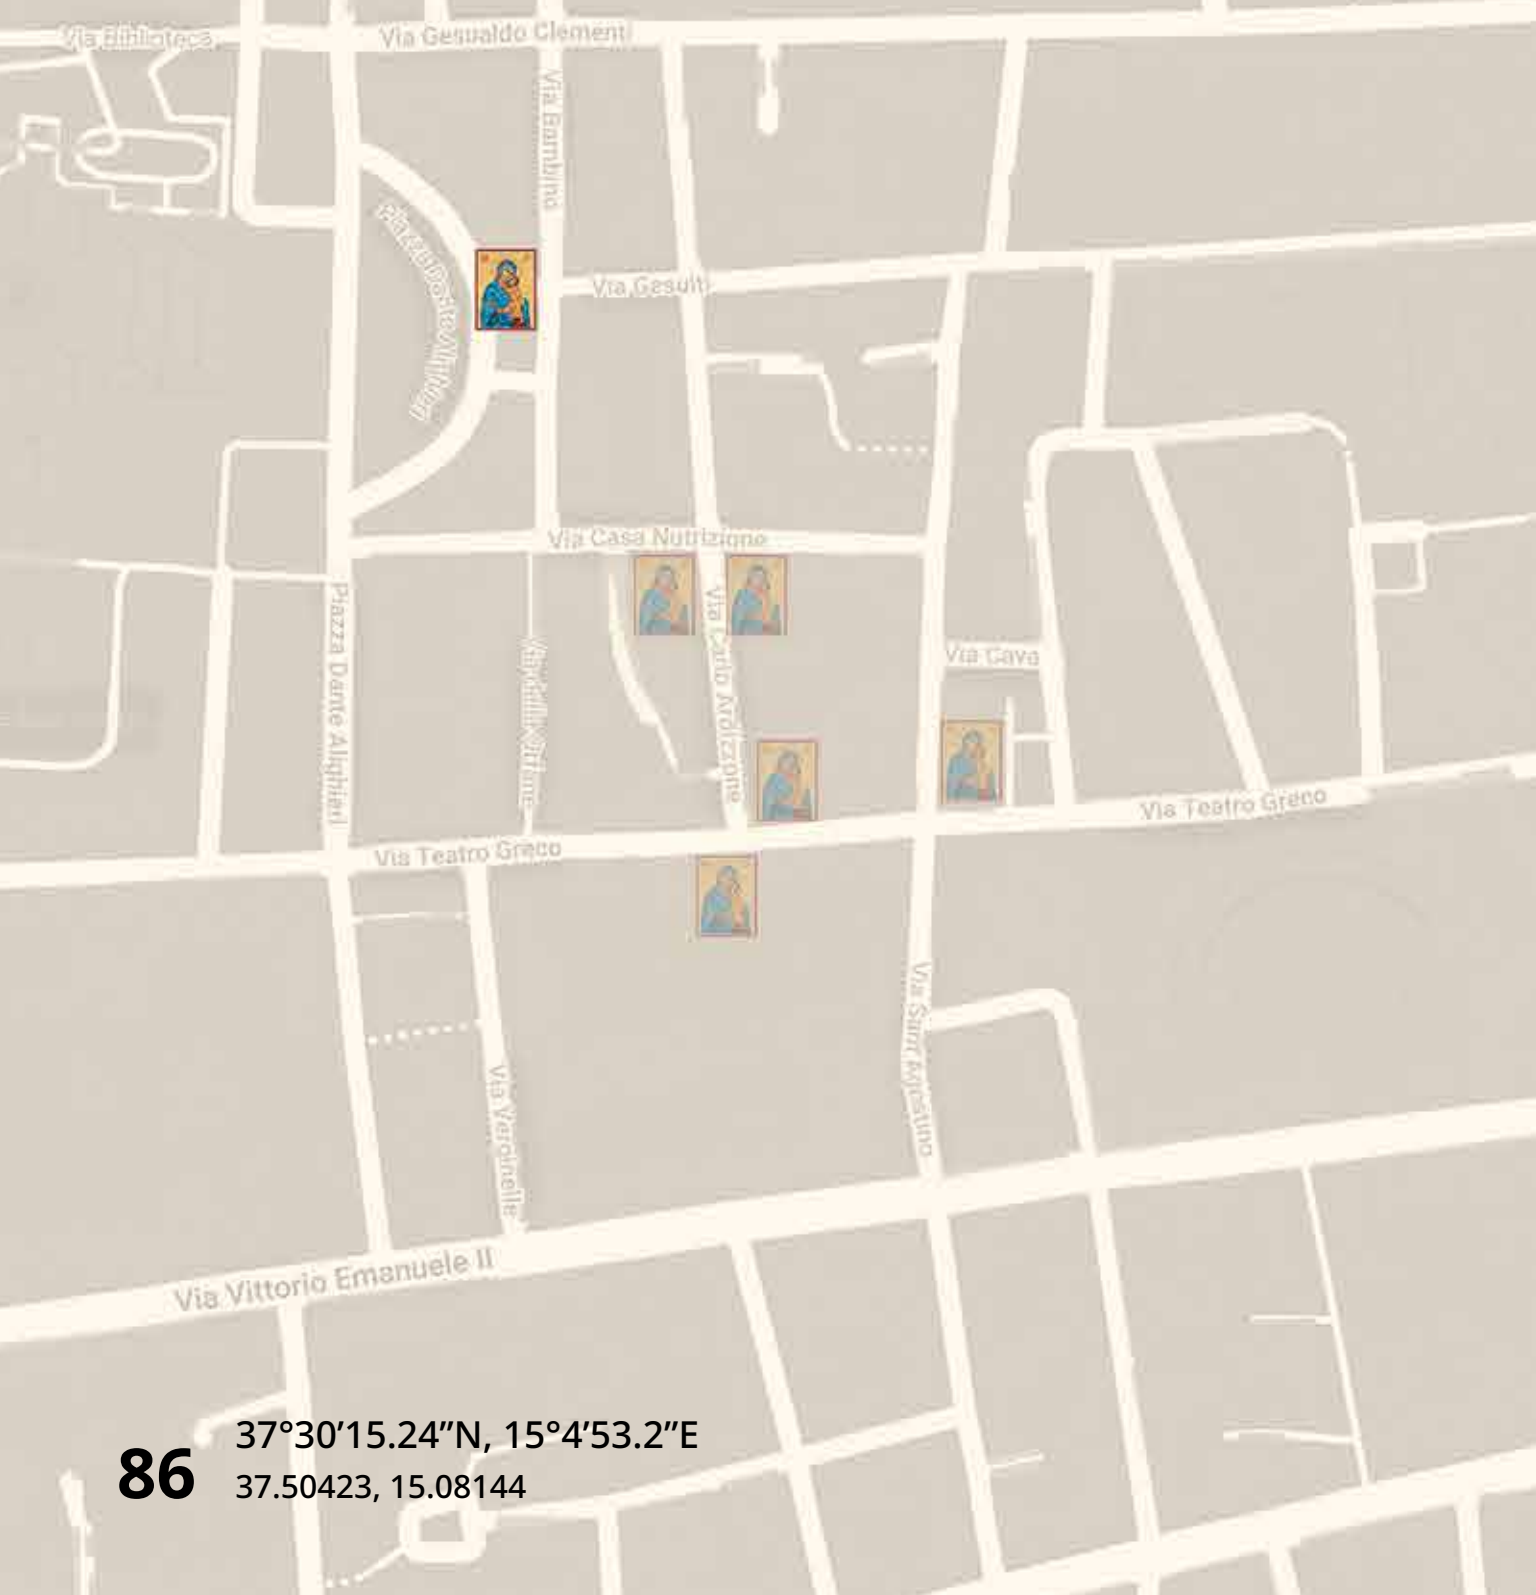 Via Biblioteca
Via Gesualdo Clementi
Via Bambino
Piazza Dante Alighieri
Via Gesuiti
Via Casa Nutrizione
Piazza Dante Alighieri
Via Carlo Ardizzone
Via Cava
Via Teatro Greco
Via Teatro Greco
Via Sant'Agostino
Via Verginelle
Via Vittorio Emanuele II
86
37°30’15.24”N, 15°4’53.2”E
37.50423, 15.08144